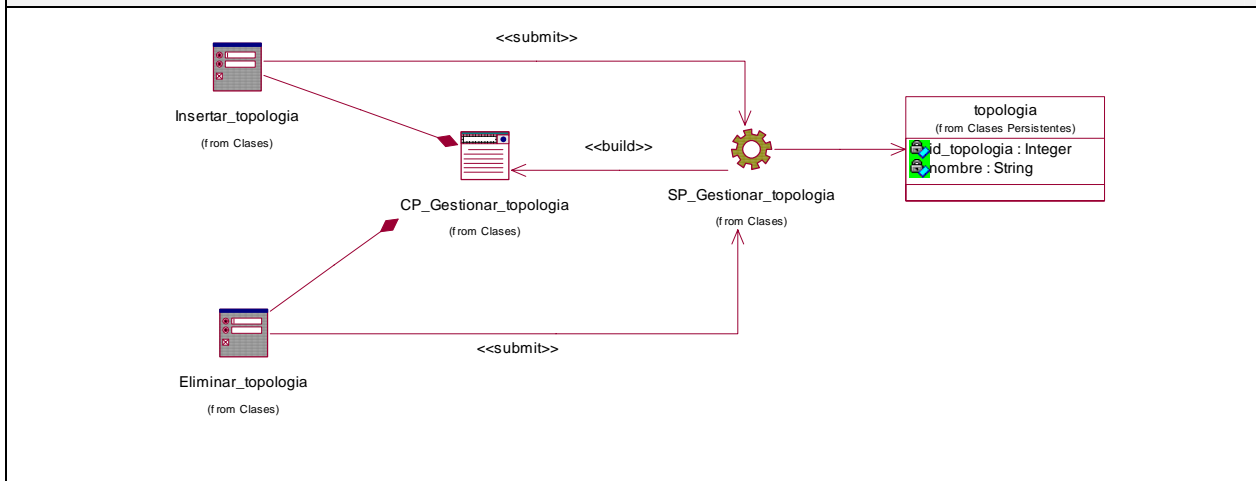 <<submit>>
Insertar_topologia
(from Clases)
topologia
(from Clases Persistentes)
id_topologia : Integer
nombre : String
<<build>>
CP_Gestionar_topologia
(from Clases)
SP_Gestionar_topologia
(from Clases)
<<submit>>
Eliminar_topologia
(from Clases)